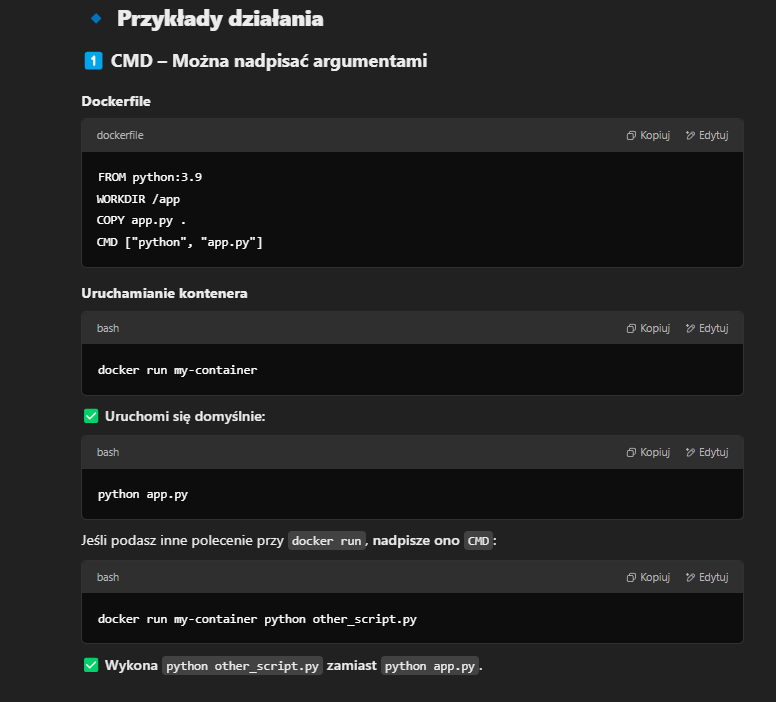 Przykłady działania
1 CMD – Można nadpisać argumentami
Dockerfile
dockerfile Kopiuj Edytuj
FROM python:3.9
WORKDIR /app
COPY app.py .
CMD ["python", "app.py"]
Uruchamianie kontenera
bash Kopiuj Edytuj
docker run my-container
Uruchomi się domyślnie:
bash Kopiuj Edytuj
python app.py
Jeśli podasz inne polecenie przy docker run, nadpisze ono CMD:
bash Kopiuj Edytuj
docker run my-container python other_script.py
Wykona python other_script.py zamiast python app.py.